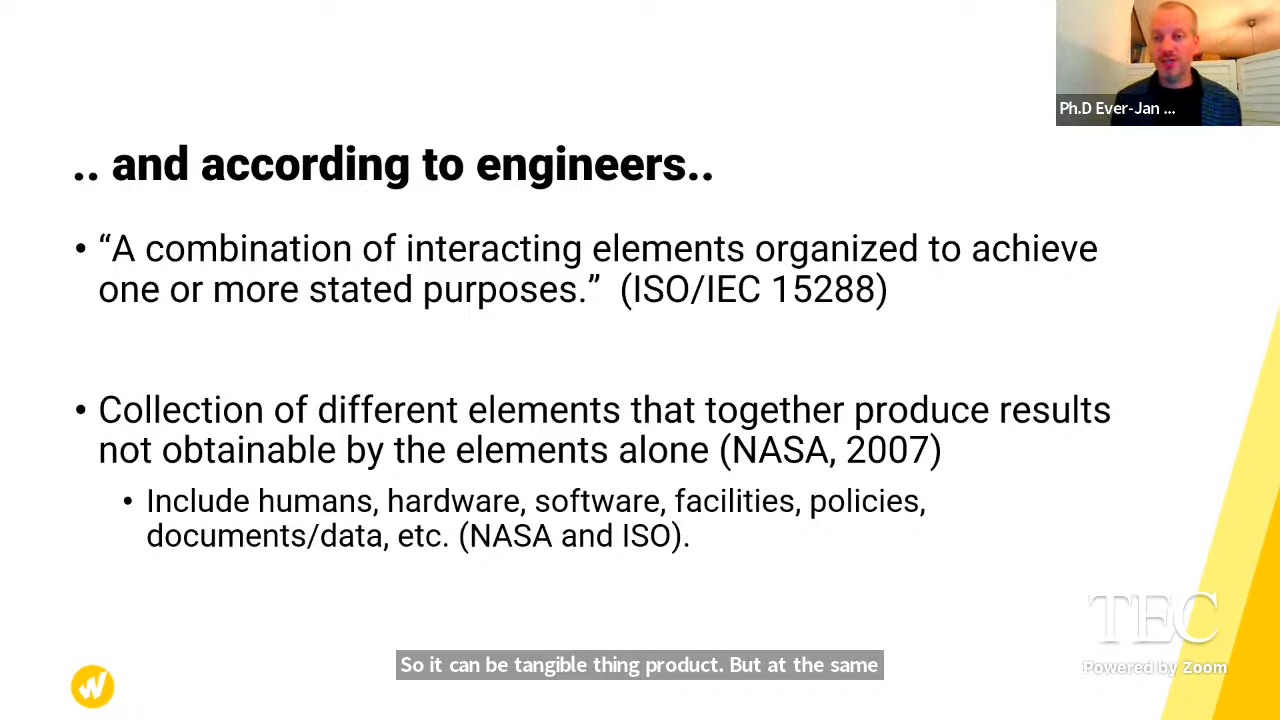 Ph.D Ever-Jan ...
.. and according to engineers..
• “A combination of interacting elements organized to achieve
one or more stated purposes.”  (ISO/IEC 15288)
• Collection of different elements that together produce results
not obtainable by the elements alone (NASA, 2007)
• Include humans, hardware, software, facilities, policies,
documents/data, etc. (NASA and ISO).
TEC
Powered by Zoom
So it can be tangible thing product. But at the same
W